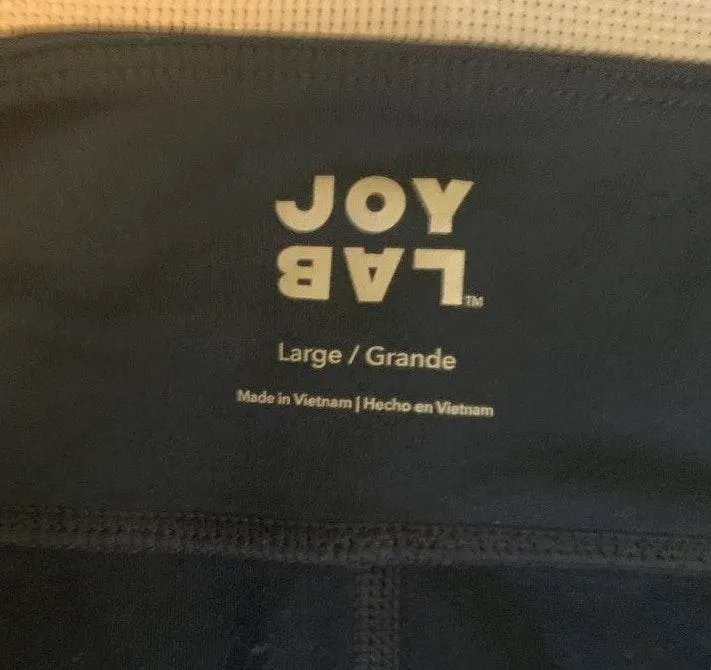 JOY
LAB™
Large / Grande
Made in Vietnam | Hecho en Vietnam